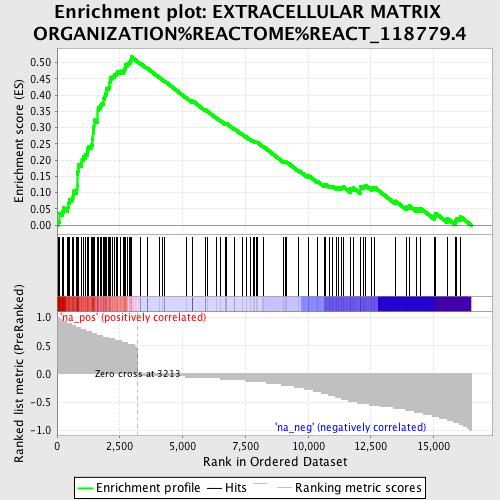 Enrichment plot: EXTRACELLULAR MATRIX
ORGANIZATION%REACTOME%REACT_118779.4
Enrichment score (ES)
0.50
0.45
0.40
0.35
0.30
0.25
0.20
0.15
0.10
0.05
0.00
Ranked list metric (PreRanked)
1.0
0.5
0.0
-0.5
-1.0
'na_pos' (positively correlated)
Zero cross at 3213
'na_neg' (negatively correlated)
0
2,500
5,000
7,500
10,000
12,500
15,000
Rank in Ordered Dataset
Enrichment profile
Hits
Ranking metric scores